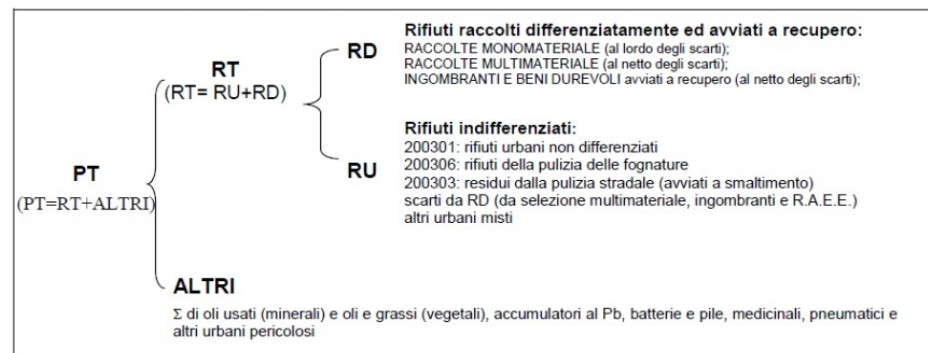 Rifiuti raccolti differenziatamente ed avviati a recupero:
RD
RACCOLTE MONOMATERIALE (al lordo degli scarti);
RACCOLTE MULTIMATERIALE (al netto degli scarti);
INGOMBRANTI E BENI DUREVOLI avviati a recupero (al netto degli scarti);
RT
(RT= RU+RD)
Rifiuti indifferenziati:
200301: rifiuti urbani non differenziati
200306: rifiuti della pulizia delle fognature
RU
200303: residui dalla pulizia stradale (avviati a smaltimento)
scarti da RD (da selezione multimateriale, ingombranti e R.A.E.E.)
altri urbani misti
PT
(PT=RT+ALTRI)
ALTRI
Σ di oli usati (minerali) e oli e grassi (vegetali), accumulatori al Pb, batterie e pile, medicinali, pneumatici e
altri urbani pericolosi